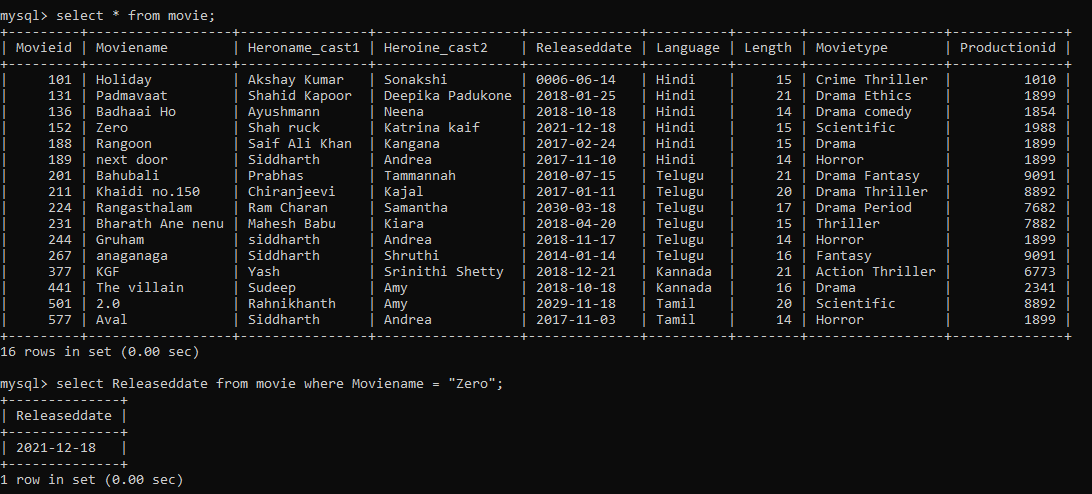 mysql> select * from movie;
+---------+------------------+----------------+------------------+--------------+----------+--------+-----------------+--------------+
| Movieid | Moviename        | Heroname_cast1 | Heroine_cast2    | Releaseddate | Language | Length | Movietype       | Productionid |
+---------+------------------+----------------+------------------+--------------+----------+--------+-----------------+--------------+
|     101 | Holiday          | Akshay Kumar   | Sonakshi         | 0006-06-14   | Hindi    |     15 | Crime Thriller  |         1010 |
|     131 | Padmavaat        | Shahid Kapoor  | Deepika Padukone | 2018-01-25   | Hindi    |     21 | Drama Ethics    |         1899 |
|     136 | Badhaai Ho       | Ayushmann      | Neena            | 2018-10-18   | Hindi    |     14 | Drama comedy    |         1854 |
|     152 | Zero             | Shah ruck      | Katrina kaif     | 2021-12-18   | Hindi    |     15 | Scientific      |         1988 |
|     188 | Rangoon          | Saif Ali Khan  | Kangana          | 2017-02-24   | Hindi    |     15 | Drama           |         1899 |
|     189 | next door        | Siddharth      | Andrea           | 2017-11-10   | Hindi    |     14 | Horror          |         1899 |
|     201 | Bahubali         | Prabhas        | Tammannah        | 2010-07-15   | Telugu   |     21 | Drama Fantasy   |         9091 |
|     211 | Khaidi no.150    | Chiranjeevi    | Kajal            | 2017-01-11   | Telugu   |     20 | Drama Thriller  |         8892 |
|     224 | Rangasthalam     | Ram Charan     | Samantha         | 2030-03-18   | Telugu   |     17 | Drama Period    |         7682 |
|     231 | Bharath Ane nenu | Mahesh Babu    | Kiara            | 2018-04-20   | Telugu   |     15 | Thriller        |         7882 |
|     244 | Gruham           | siddharth      | Andrea           | 2018-11-17   | Telugu   |     14 | Horror          |         1899 |
|     267 | anaganaga        | Siddharth      | Shruthi          | 2014-01-14   | Telugu   |     16 | Fantasy         |         9091 |
|     377 | KGF              | Yash           | Srinithi Shetty  | 2018-12-21   | Kannada  |     21 | Action Thriller |         6773 |
|     441 | The villain      | Sudeep         | Amy              | 2018-10-18   | Kannada  |     16 | Drama           |         2341 |
|     501 | 2.0              | Rahnikhanth    | Amy              | 2029-11-18   | Tamil    |     20 | Scientific      |         8892 |
|     577 | Aval             | Siddharth      | Andrea           | 2017-11-03   | Tamil    |     14 | Horror          |         1899 |
+---------+------------------+----------------+------------------+--------------+----------+--------+-----------------+--------------+
16 rows in set (0.00 sec)
mysql> select Releaseddate from movie where Moviename = "Zero";
+--------------+
| Releaseddate |
+--------------+
| 2021-12-18   |
+--------------+
1 row in set (0.00 sec)